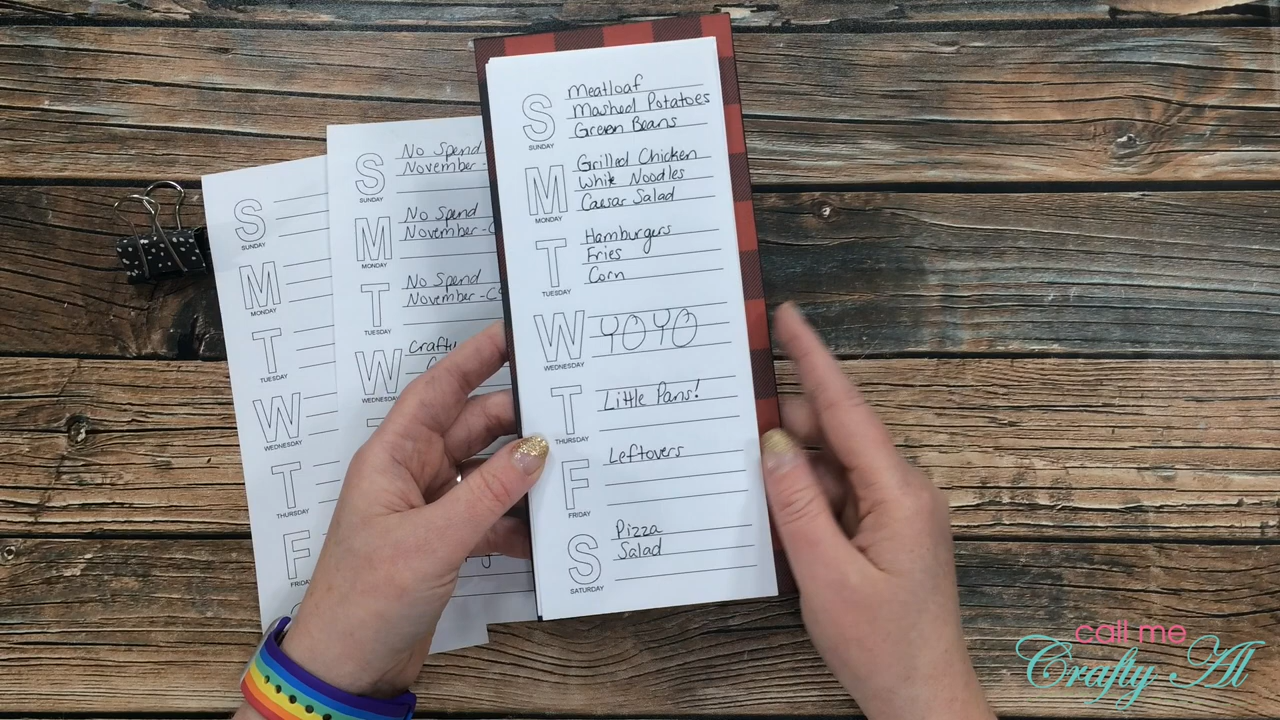 S
SUNDAY
M
MONDAY
T
TUESDAY
W
WEDNESDAY
T
THURSDAY
F
FRIDAY
S
SUNDAY
No Spend
November -
M
MONDAY
No Spend
November -C
T
TUESDAY
No Spend
November -C
W
WEDNESDAY
Crafty
S
SUNDAY
Meatloaf
Mashed Potatoes
Green Beans
M
MONDAY
Grilled Chicken
White Noodles
Caesar Salad
T
TUESDAY
Hamburgers
Fries
Corn
W
WEDNESDAY
YOYO
T
THURSDAY
Little Pans!
F
FRIDAY
Leftovers
S
SATURDAY
Pizza
Salad
call me
Crafty Al